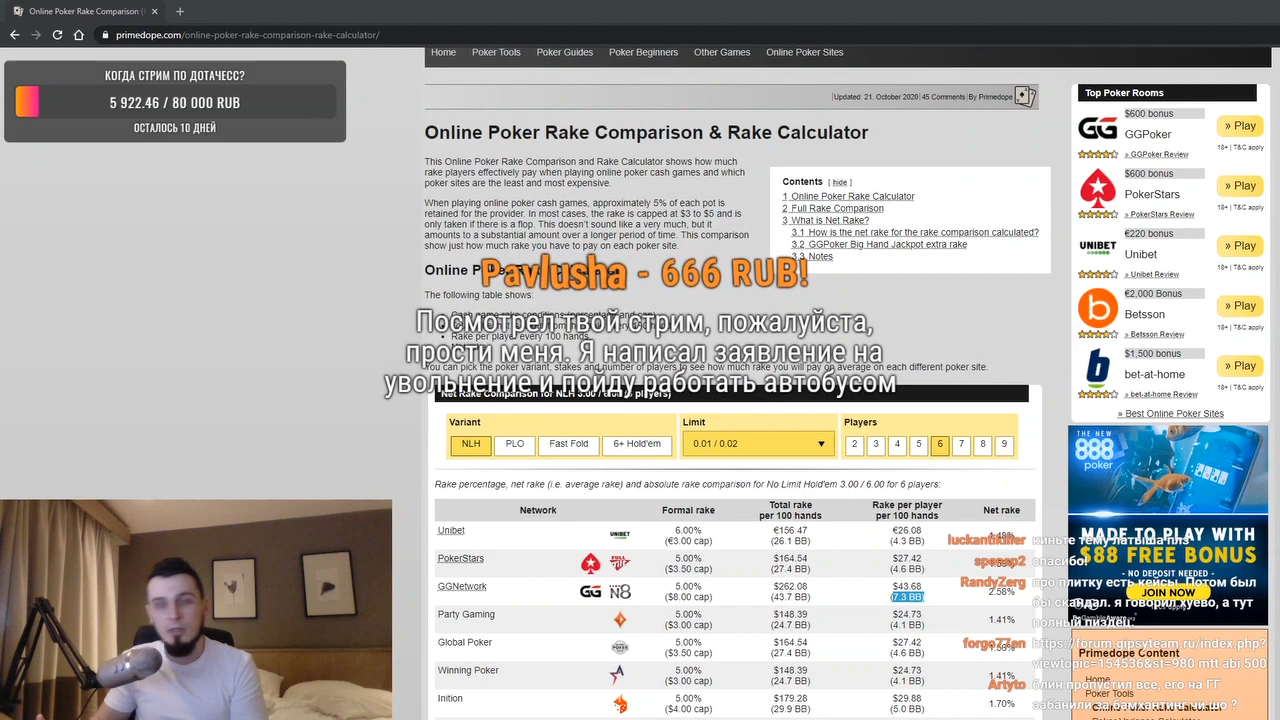 Online Poker Rake Comparison (
primedope.com/online-poker-rake-comparison-rake-calculator/
Home
Poker Tools
Poker Guides
Poker Beginners
Other Games
Online Poker Sites
КОГДА СТРИМ ПО ДОТАЧЕСС?
5 922.46 / 80 000 RUB
ОСТАЛОСЬ 10 ДНЕЙ
Updated: 21. October 2020 | 45 Comments | By Primedope
Online Poker Rake Comparison & Rake Calculator
This Online Poker Rake Comparison and Rake Calculator shows how much
rake players effectively pay when playing online poker cash games and which
poker sites are the least and most expensive.
When playing online poker cash games, approximately 5% of each pot is
retained for the provider. In most cases, the rake is capped at $3 to $5 and is
only taken if there is a flop. This doesn't sound like a very much, but it
amounts to a substantial amount over a longer period of time. This comparison
show just how much rake you have to pay on each poker site.
Contents [ hide ]
1 Online Poker Rake Calculator
2 Full Rake Comparison
3 What is Net Rake?
3.1 How is the net rake for the rake comparison calculated?
3.2 GGPoker Big Hand Jackpot extra rake
3.3 Notes
Pavlusha - 666 RUB!
Посмотрел твой стрим, пожалуйста,
прости меня. Я написал заявление на
увольнение и пойду работать автобусом
The following table shows:
Rake per player every 100 hands
You can pick the poker variant, stakes and number of players to see how much rake you will pay on average on each different poker site.
Variant
NLH
PLO
Fast Fold
6+ Hold'em
Limit
0.01 / 0.02
Players
2 3 4 5 6 7 8 9
Rake percentage, net rake (i.e. average rake) and absolute rake comparison for No Limit Hold'em 3.00 / 6.00 for 6 players:
Network
Formal rake
Total rake per 100 hands
Rake per player per 100 hands
Net rake
Unibet UNIBET 6.00% €156.47 €26.08
(€3.00 cap) (26.1 BB) (4.3 BB)
PokerStars 5.00% $164.54 $27.42
($3.50 cap) (27.4 BB) (4.6 BB)
GGNetwork GG N8 5.00% $262.08 $43.68 2.58%
($8.00 cap) (43.7 BB) (7.3 BB)
Party Gaming 5.00% $148.39 $24.73 1.41%
($3.00 cap) (24.7 BB) (4.1 BB)
Global Poker 5.00% $164.54 $27.42
($3.50 cap) (27.4 BB) (4.6 BB)
Winning Poker 5.00% $148.39 $24.73 1.41%
($3.00 cap) (24.7 BB) (4.1 BB)
Inition 5.00% $179.28 $29.88 1.70%
($4.00 cap) (29.9 BB) (5.0 BB)
Top Poker Rooms
$600 bonus
GGPoker
» GGPoker Review
» Play
18+ | T&C apply
$600 bonus
PokerStars
» PokerStars Review
» Play
18+ | T&C apply
UNIBET
€220 bonus
Unibet
» Unibet Review
» Play
18+ | T&C apply
€2,000 Bonus
Betsson
» Betsson Review
» Play
18+ | T&C apply
$1,500 bonus
bet-at-home
» bet-at-home Review
» Play
18+ | T&C apply
» Best Online Poker Sites
THE NEW
888
poker
MADE TO PLAY WITH
$88 FREE BONUS
- NO DEPOSIT NEEDED -
JOIN NOW
luckantikiller киньте тему латыша плз
спасибо!
RandyZerg про плитку есть кейсы. Потом был
бы скандал. я говорил хуево, а тут
полный пиздец.
forgo77en https://forum.gipsyteam.ru/index.php?
viewtopic=154536&st=980 mtt abi 500
Artyto блин пропустил все, его на ГГ
забанили за бамхантинг чи шо ?
Primedope Content
Home
Poker Tools